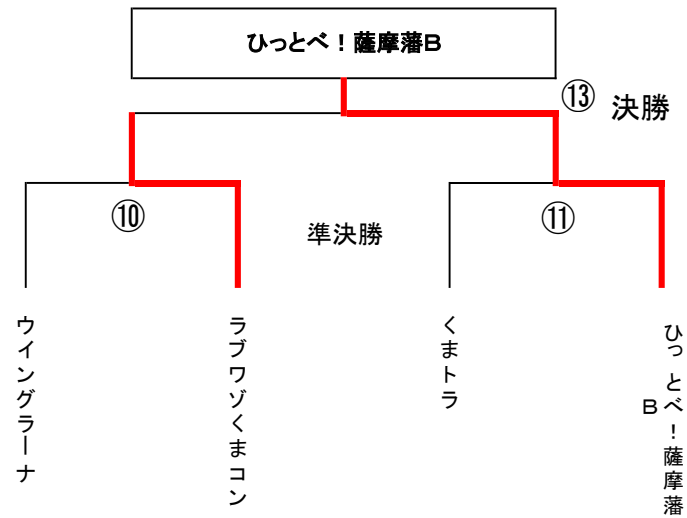 ひっとべ！薩摩藩Ｂ
⑬ 決勝
⑩
準決勝
⑪
ウイングラーナ
ラブワゾくまコン
くまトラ
ひっとべ！薩摩藩
Ｂ